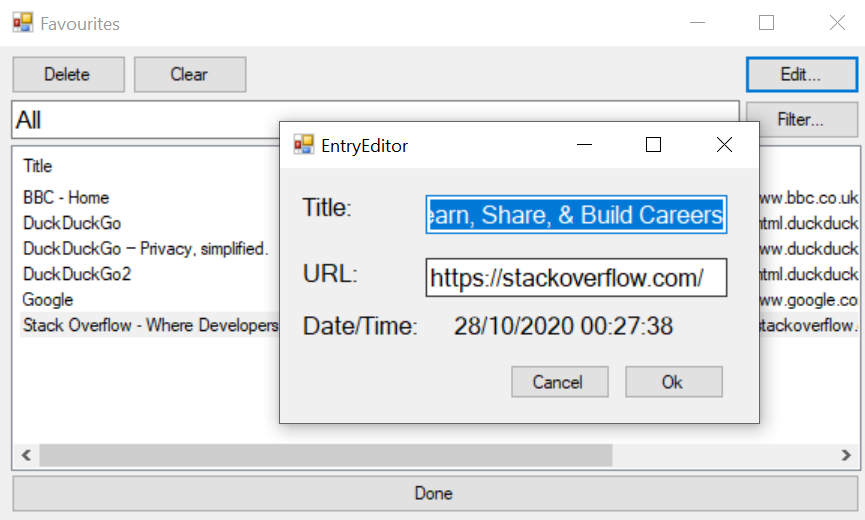 Favourites
Delete Clear Edit...
All
Filter...
Title
BBC - Home
DuckDuckGo
DuckDuckGo – Privacy, simplified.
DuckDuckGo2
Google
Stack Overflow - Where Developers
ww.bbc.co.uk
html.duckduck
ww.duckduck
html.duckduck
ww.google.co
stackoverflow.
EntryEditor
Title: earn, Share, & Build Careers
URL: https://stackoverflow.com/
Date/Time: 28/10/2020 00:27:38
Cancel Ok
Done